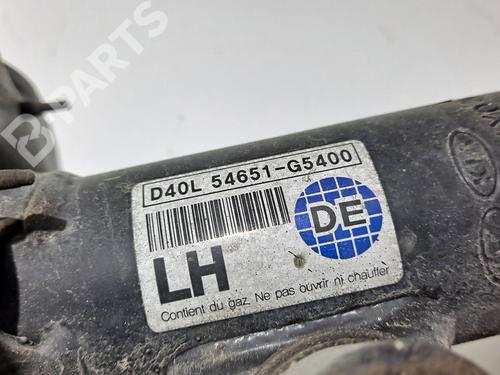 B-PARTS
D40L 54651-G5400
DE
LH
Contient du gaz. Ne pas ouvrir ni chauffer